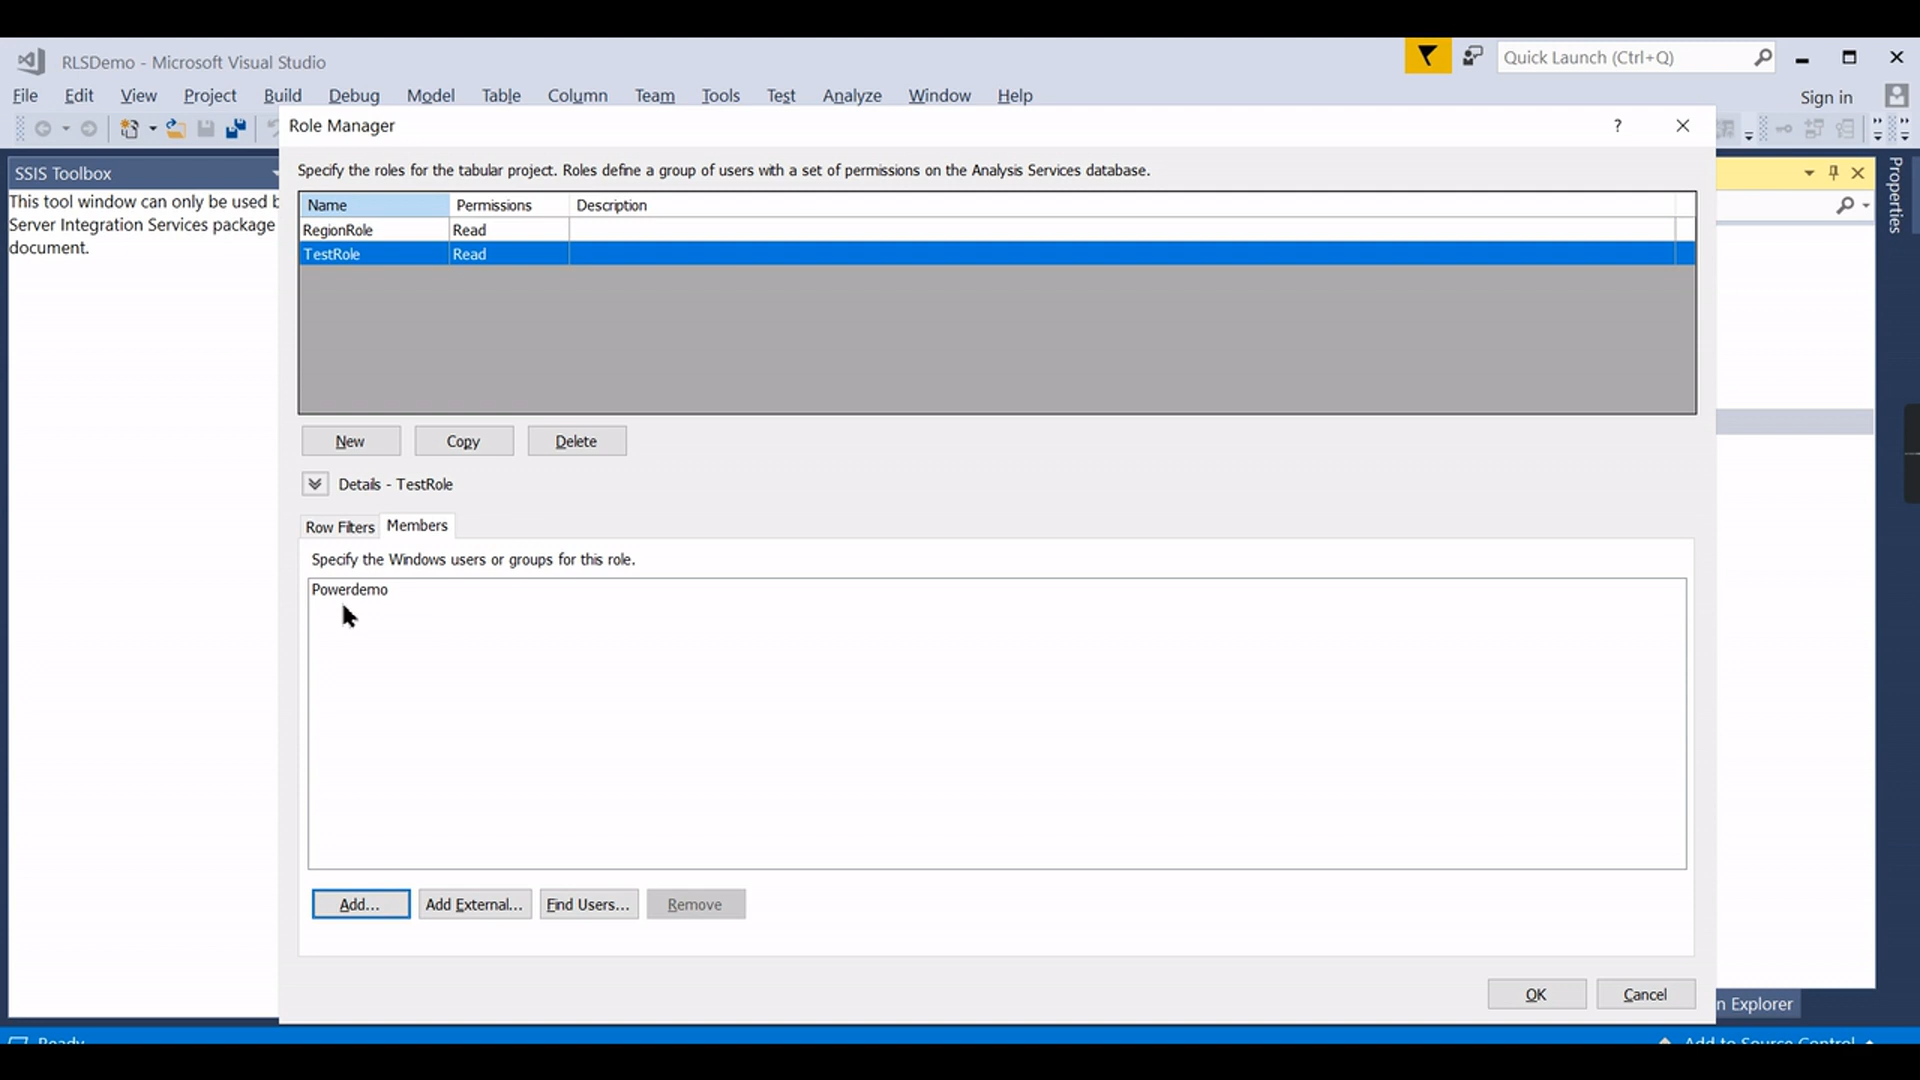 RLSDemo - Microsoft Visual Studio
Quick Launch (Ctrl+Q)
File Edit View Project Build Debug Model Table Column Team Tools Test Analyze Window Help
Sign in
Role Manager
?
SSIS Toolbox
This tool window can only be used b
Server Integration Services package
document.
Properties
Specify the roles for the tabular project. Roles define a group of users with a set of permissions on the Analysis Services database.
Name Permissions Description
RegionRole Read
TestRole Read
New Copy Delete
Details - TestRole
Row Filters Members
Specify the Windows users or groups for this role.
Powerdemo
Add... Add External... Find Users... Remove
OK Cancel
n Explorer
Ready
Add to Source Control